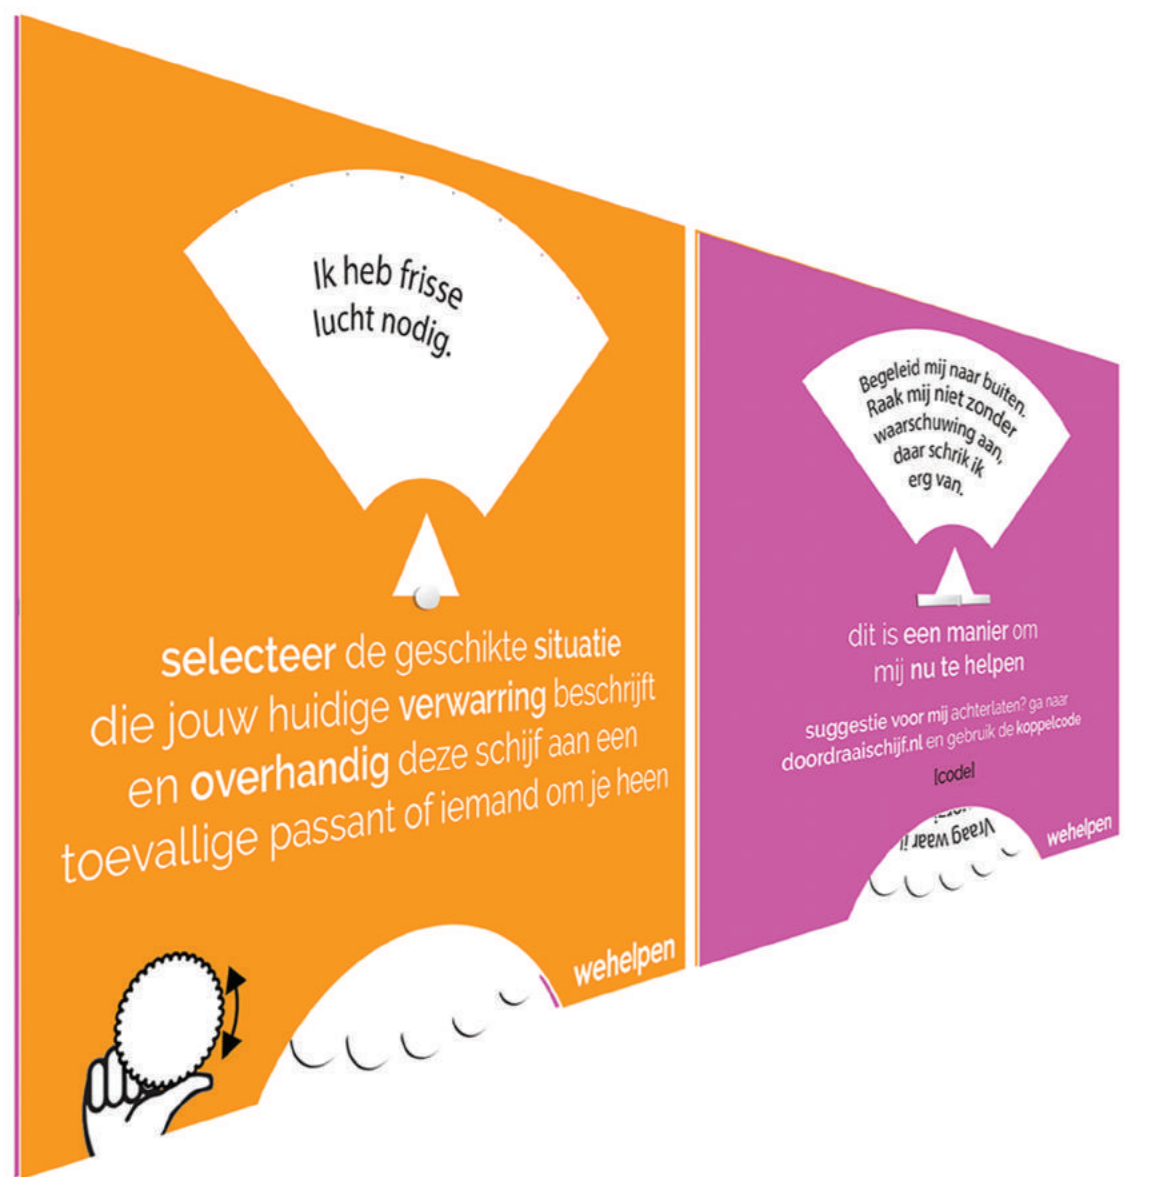 Ik heb frisse
lucht nodig.
selecteer de geschikte situatie
die jouw huidige verwarring beschrijft
en overhandig deze schijf aan een
toevallige passant of iemand om je heen
wehelpen
Begeleid mij naar buiten.
Raak mij niet zonder
waarschuwing aan,
daar schrik ik
erg van.
dit is een manier om
mij nu te helpen
suggestie voor mij achterlaten? ga naar
doordraaischijf.nl en gebruik de koppelcode
[code]
Vraag waar
wehelpen